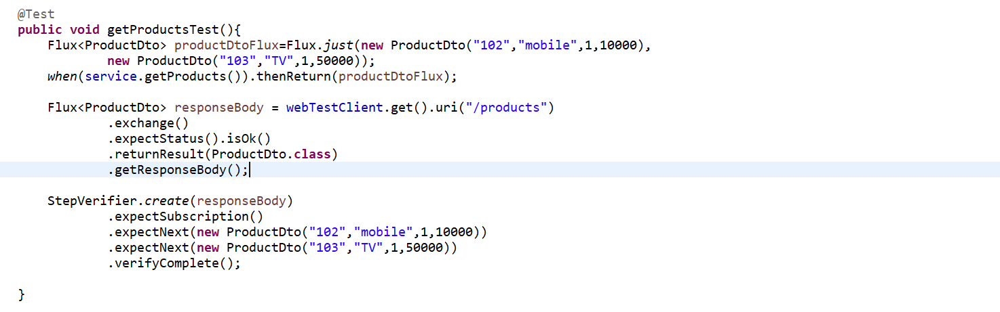 @Test
public void getProductsTest(){
    Flux<ProductDto> productDtoFlux=Flux.just(new ProductDto("102","mobile",1,10000),
            new ProductDto("103","TV",1,50000));
    when(service.getProducts()).thenReturn(productDtoFlux);

    Flux<ProductDto> responseBody = webTestClient.get().uri("/products")
            .exchange()
            .expectStatus().isOk()
            .returnResult(ProductDto.class)
            .getResponseBody();

    StepVerifier.create(responseBody)
            .expectSubscription()
            .expectNext(new ProductDto("102","mobile",1,10000))
            .expectNext(new ProductDto("103","TV",1,50000))
            .verifyComplete();

}